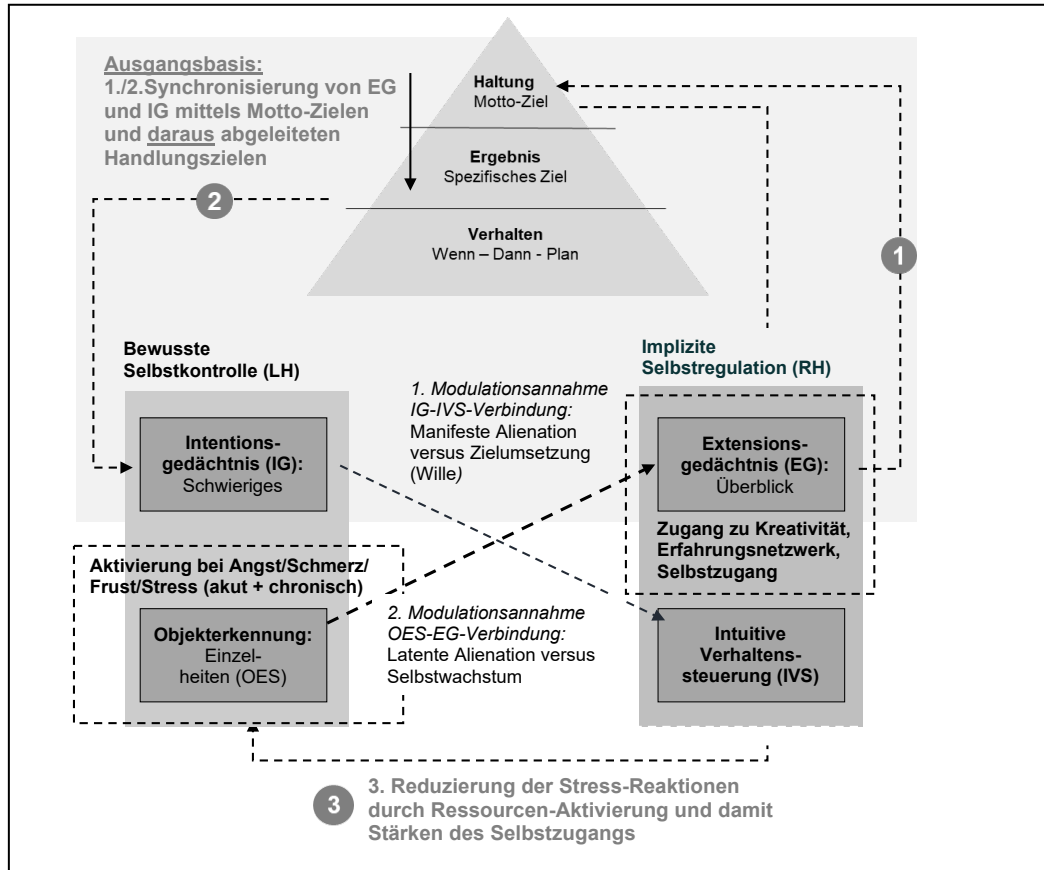 Ausgangsbasis:
1./2.Synchronisierung von EG
und IG mittels Motto-Zielen
und daraus abgeleiteten
Handlungszielen
2
Haltung
Motto-Ziel
Ergebnis
Spezifisches Ziel
Verhalten
Wenn – Dann - Plan
1
Bewusste
Selbstkontrolle (LH)
Intentions-
gedächtnis (IG):
Schwieriges
Aktivierung bei Angst/Schmerz/
Frust/Stress (akut + chronisch)
Objekterkennung:
Einzel-
heiten (OES)
1. Modulationsannahme
IG-IVS-Verbindung:
Manifeste Alienation
versus Zielumsetzung
(Wille)
2. Modulationsannahme
OES-EG-Verbindung:
Latente Alienation versus
Selbstwachstum
Implizite
Selbstregulation (RH)
Extensions-
gedächtnis (EG):
Überblick
Zugang zu Kreativität,
Erfahrungsnetzwerk,
Selbstzugang
Intuitive
Verhaltens-
steuerung (IVS)
3
3. Reduzierung der Stress-Reaktionen
durch Ressourcen-Aktivierung und damit
Stärken des Selbstzugangs